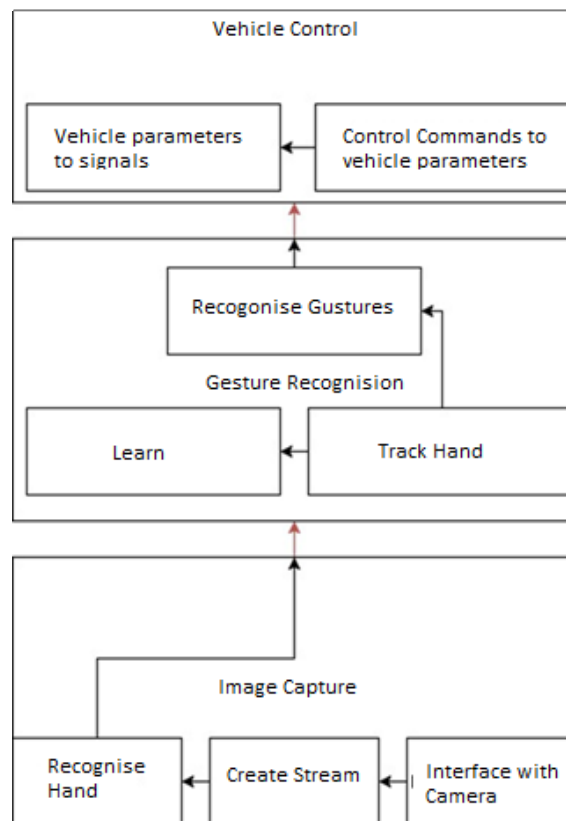 Vehicle Control
Vehicle parameters
to signals
Control Commands to
vehicle parameters
Recogonise Gustures
Gesture Recognision
Learn
Track Hand
Image Capture
Recognise
Hand
Create Stream
Interface with
Camera